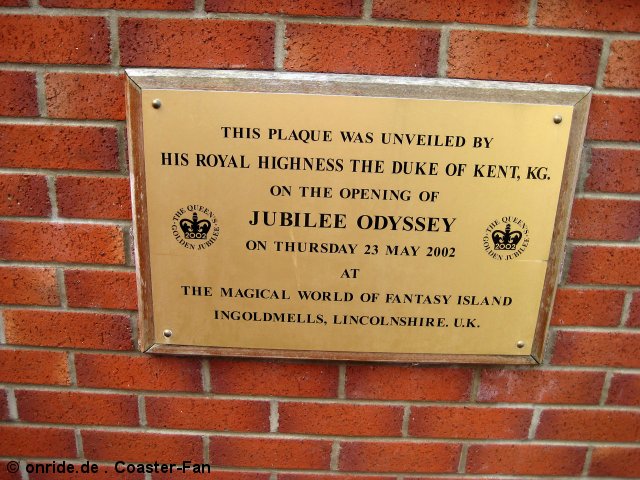 THIS PLAQUE WAS UNVEILED BY
HIS ROYAL HIGHNESS THE DUKE OF KENT, KG.
ON THE OPENING OF
JUBILEE ODYSSEY
ON THURSDAY 23 MAY 2002
AT
THE MAGICAL WORLD OF FANTASY ISLAND
INGOLDMELLS, LINCOLNSHIRE. U.K.
THE QUEEN'S
2002
GOLDEN JUBILEE
THE QUEEN'S
2002
GOLDEN JUBILEE
© onride.de . Coaster-Fan